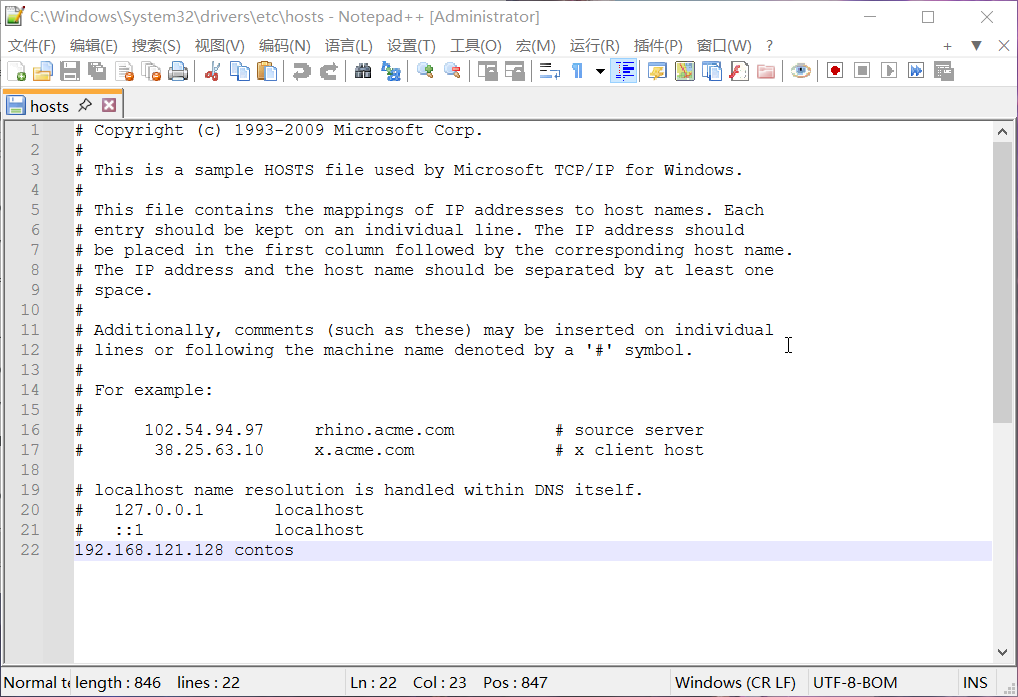 C:\Windows\System32\drivers\etc\hosts - Notepad++ [Administrator]
文件(F) 编辑(E) 搜索(S) 视图(V) 编码(N) 语言(L) 设置(T) 工具(O) 宏(M) 运行(R) 插件(P) 窗口(W) ? + ▼ X
hosts
1 # Copyright (c) 1993-2009 Microsoft Corp.
2 #
3 # This is a sample HOSTS file used by Microsoft TCP/IP for Windows.
4 #
5 # This file contains the mappings of IP addresses to host names. Each
6 # entry should be kept on an individual line. The IP address should
7 # be placed in the first column followed by the corresponding host name.
8 # The IP address and the host name should be separated by at least one
9 # space.
10 #
11 # Additionally, comments (such as these) may be inserted on individual
12 # lines or following the machine name denoted by a '#' symbol.
13 #
14 # For example:
15 #
16 #      102.54.94.97     rhino.acme.com          # source server
17 #       38.25.63.10     x.acme.com              # x client host
18
19 # localhost name resolution is handled within DNS itself.
20 #   127.0.0.1       localhost
21 #   ::1             localhost
22 192.168.121.128 contos
Normal te length : 846 lines : 22 Ln : 22 Col : 23 Pos : 847 Windows (CR LF) UTF-8-BOM INS